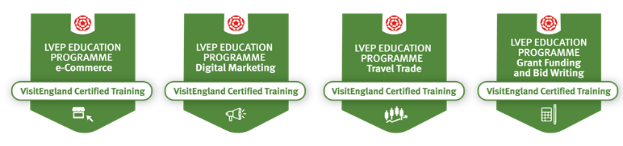 LVEP EDUCATION
PROGRAMME
e-Commerce
VisitEngland Certified Training
LVEP EDUCATION
PROGRAMME
Digital Marketing
VisitEngland Certified Training
LVEP EDUCATION
PROGRAMME
Travel Trade
VisitEngland Certified Training
LVEP EDUCATION
PROGRAMME
Grant Funding
and Bid Writing
VisitEngland Certified Training